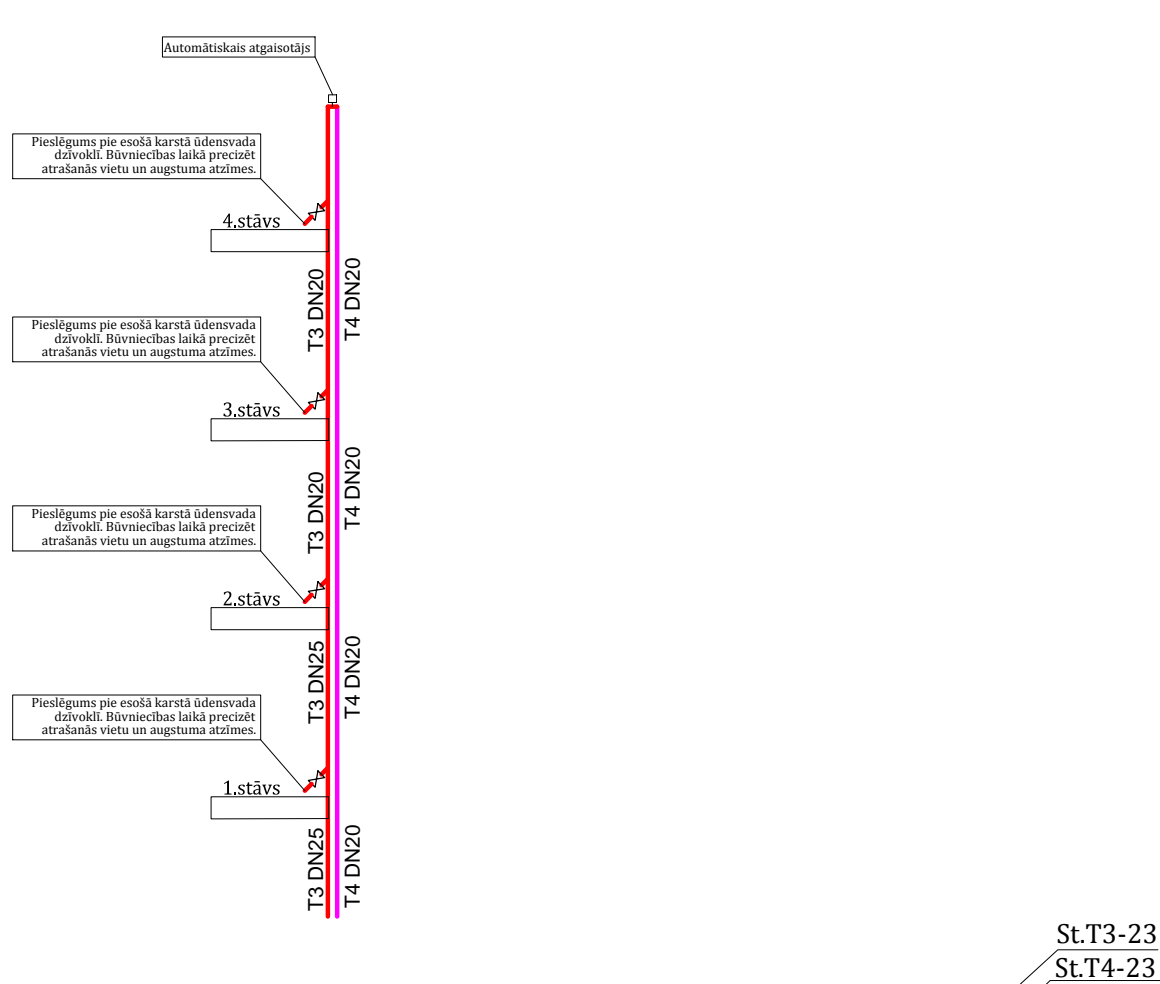 Automātiskais atgaisotājs
Pieslēgums pie esošā karstā ūdensvada
dzīvoklī. Būvniecības laikā precizēt
atrašanās vietu un augstuma atzīmes.
4.stāvs
T3 DN20
T4 DN20
Pieslēgums pie esošā karstā ūdensvada
dzīvoklī. Būvniecības laikā precizēt
atrašanās vietu un augstuma atzīmes.
3.stāvs
T3 DN20
T4 DN20
Pieslēgums pie esošā karstā ūdensvada
dzīvoklī. Būvniecības laikā precizēt
atrašanās vietu un augstuma atzīmes.
2.stāvs
T3 DN25
T4 DN20
Pieslēgums pie esošā karstā ūdensvada
dzīvoklī. Būvniecības laikā precizēt
atrašanās vietu un augstuma atzīmes.
1.stāvs
T3 DN25
T4 DN20
St.T3-23
St.T4-23